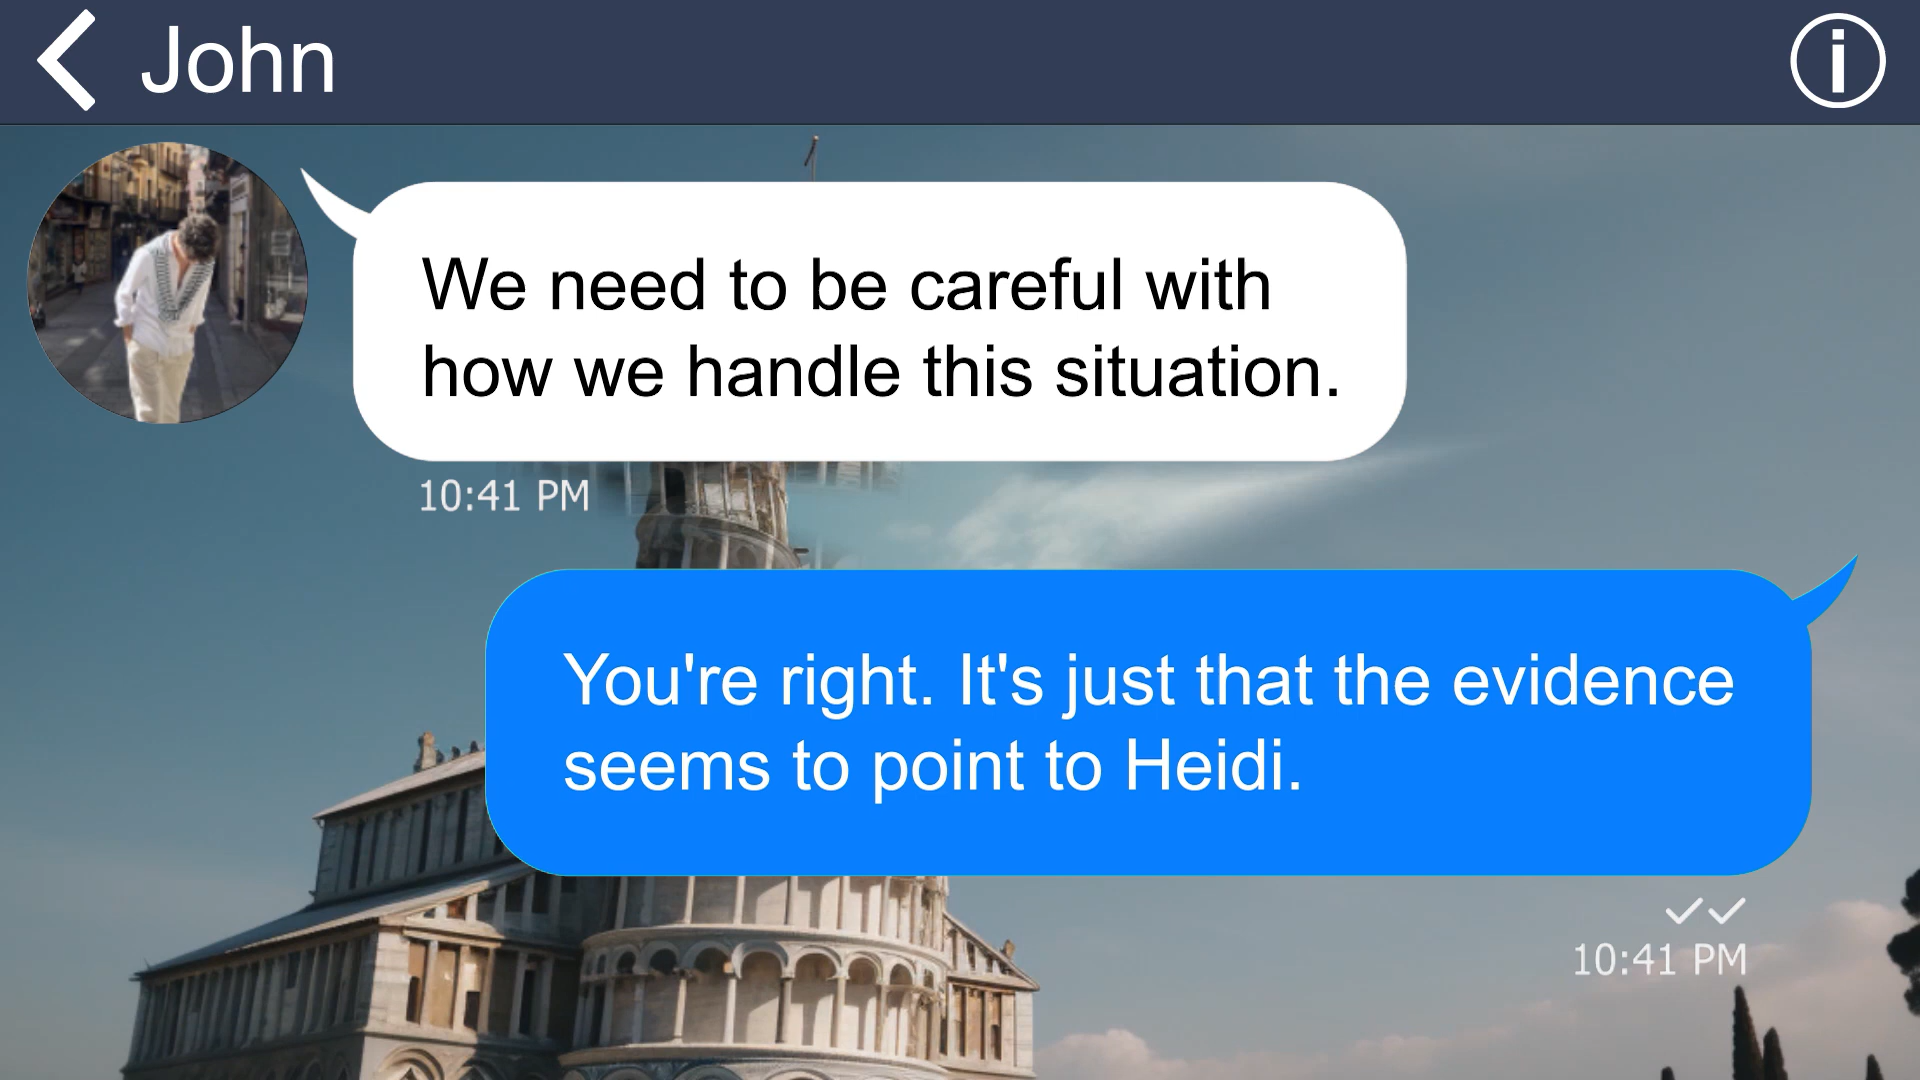 John
We need to be careful with
how we handle this situation.
10:41 PM
You're right. It's just that the evidence
seems to point to Heidi.
10:41 PM